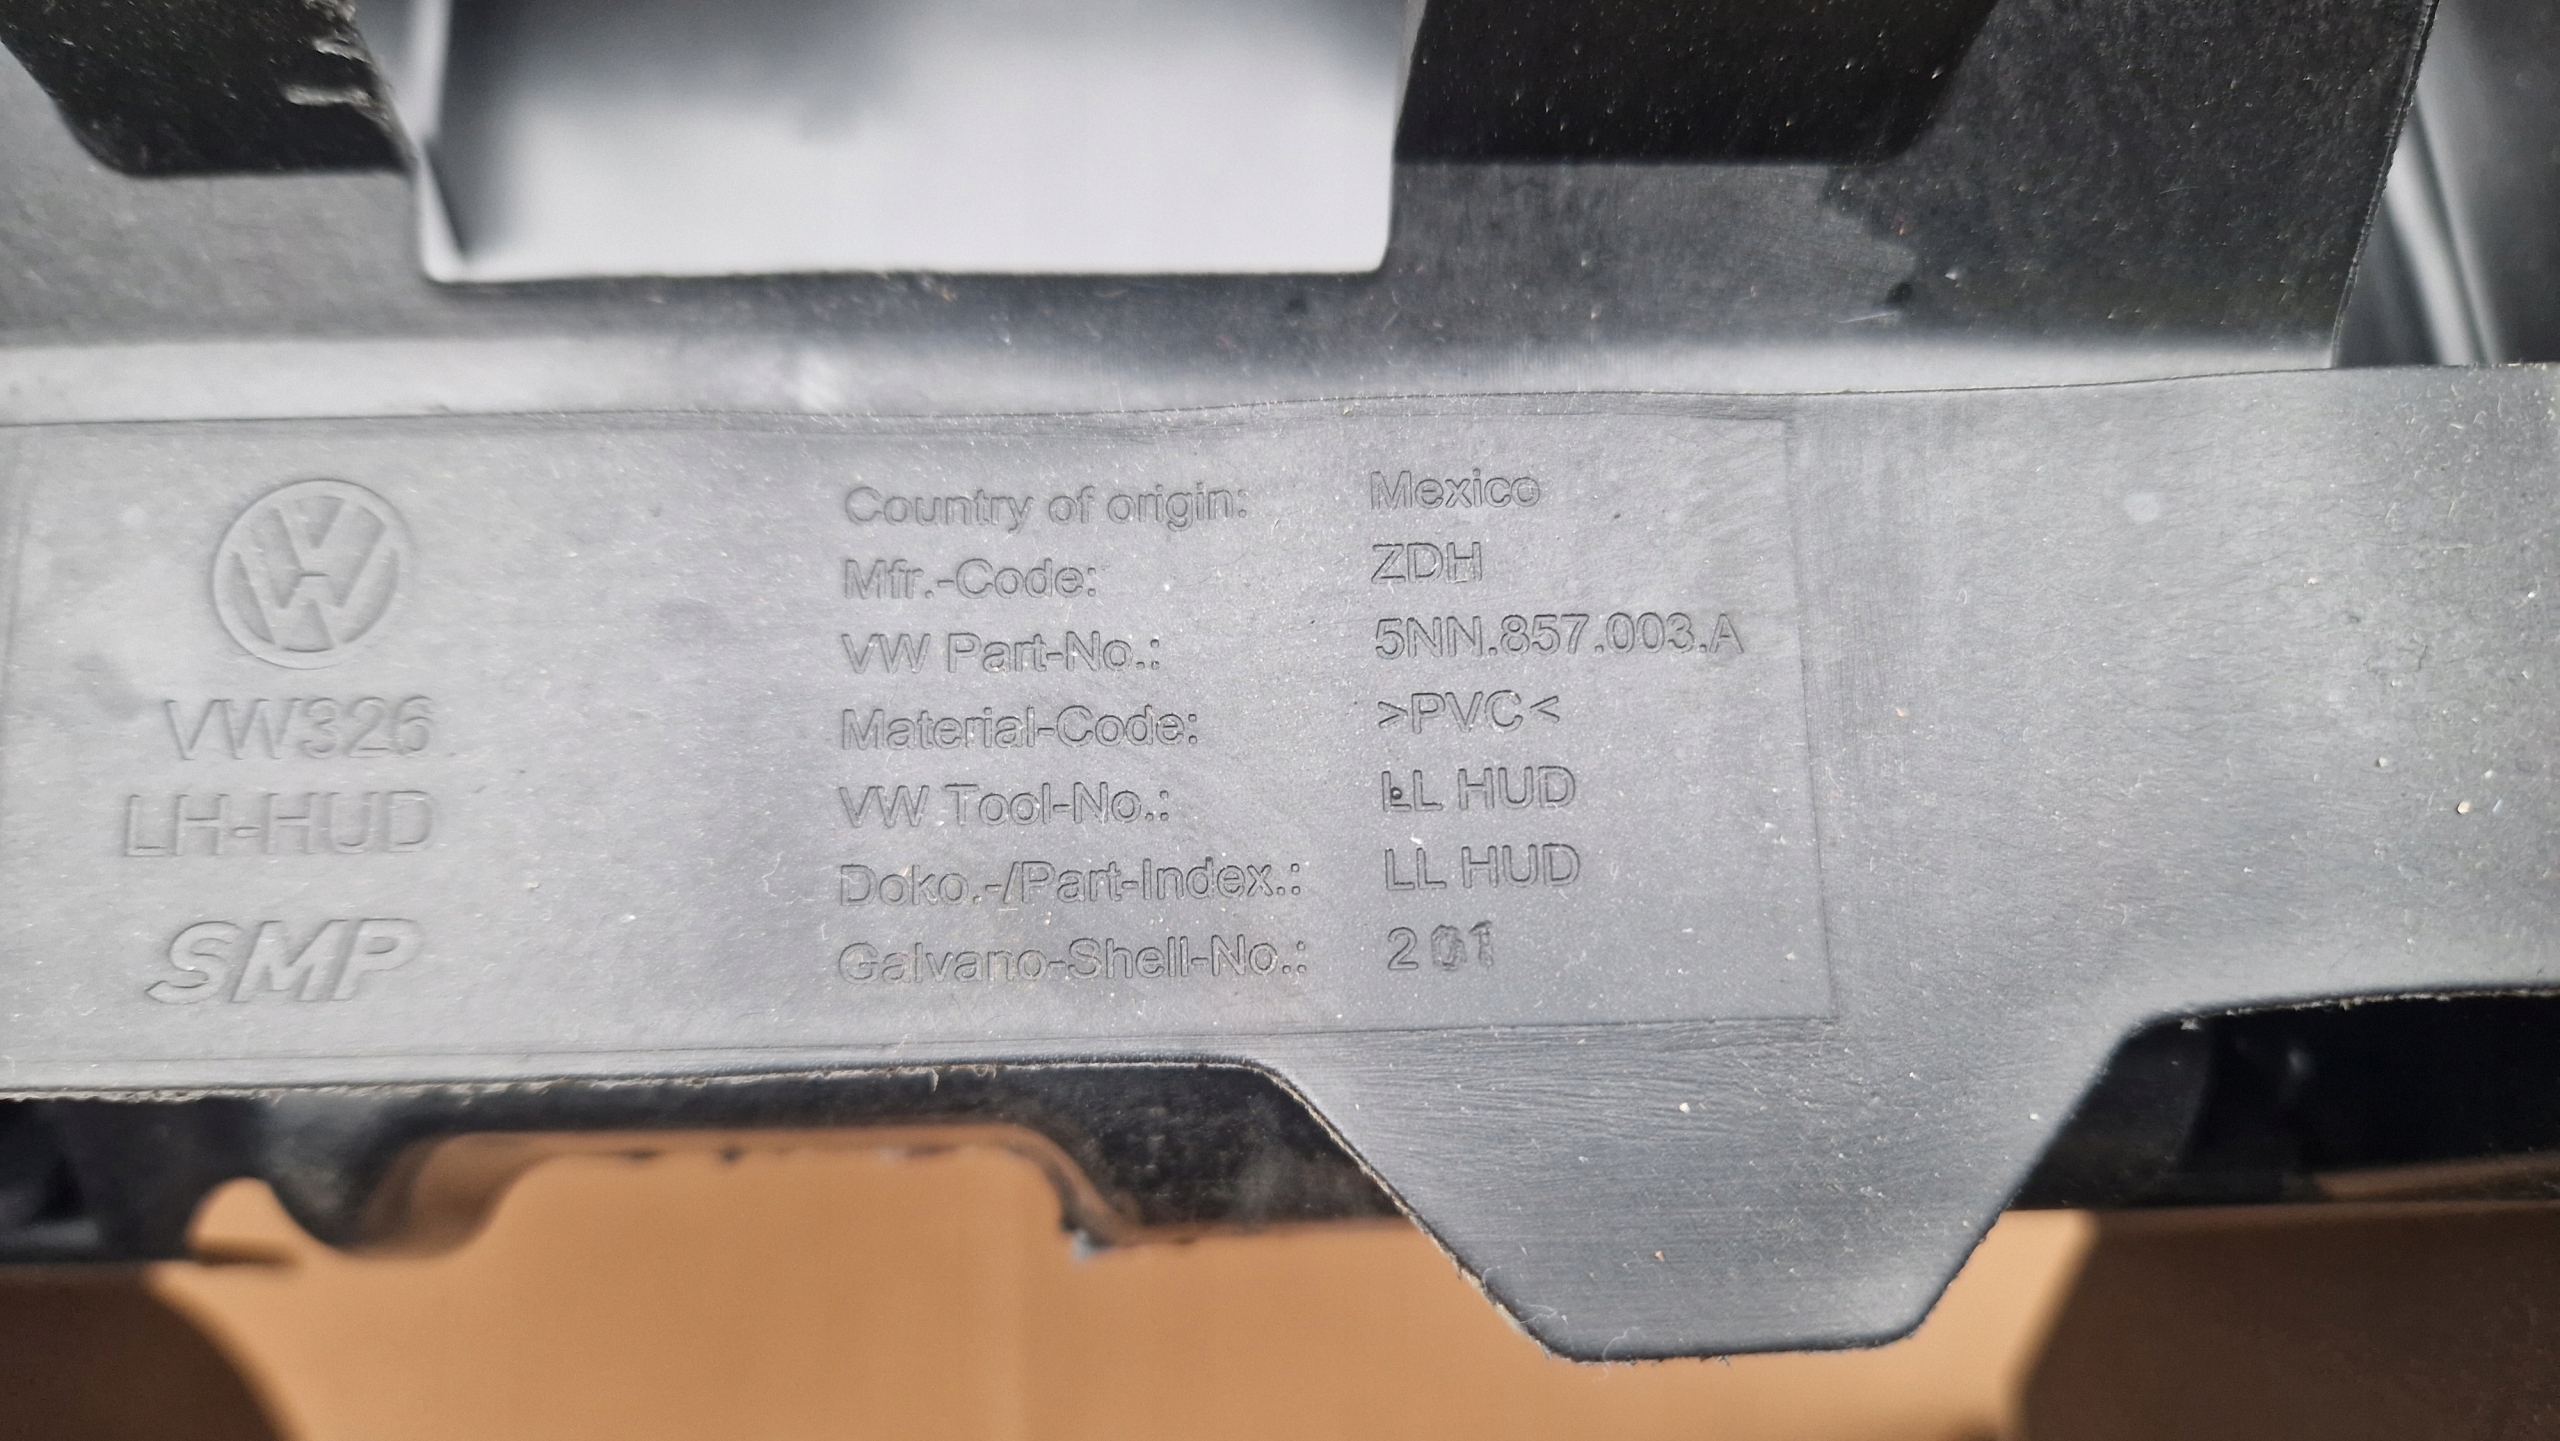 VW
VW326
LH-HUD
SMP
Country of origin: Mexico
Mfr.-Code: ZDH
VW Part-No.: 5NN.857.003.A
Material-Code: >PVC<
VW Tool-No.: LL HUD
Doko.-/Part-Index.: LL HUD
Galvano-Shell-No.: 201